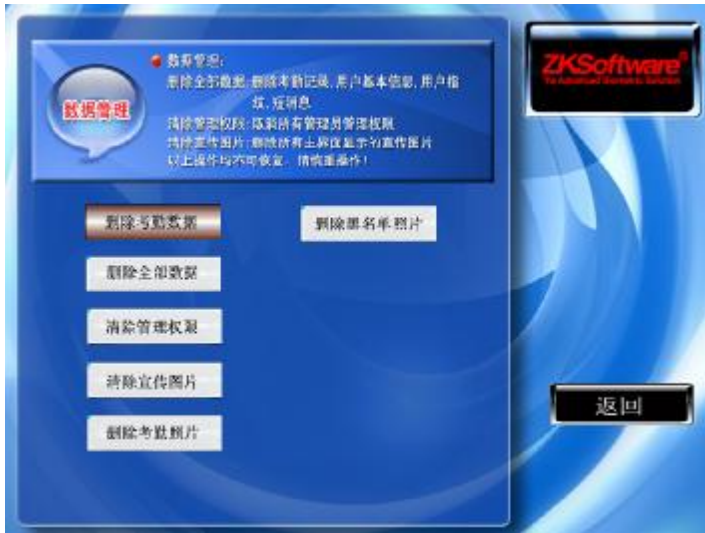 数据管理
数据管理:
删除全部数据:删除考勤记录,用户基本信息,用户指
纹,短消息
清除管理权限:取消所有管理员管理权限
清除宣传图片:删除所有主界面显示的宣传图片
以上操作均不可恢复，请慎重操作!
ZKSoftware®
删除考勤数据
删除黑名单照片
删除全部数据
清除管理权限
清除宣传图片
删除考勤照片
返回